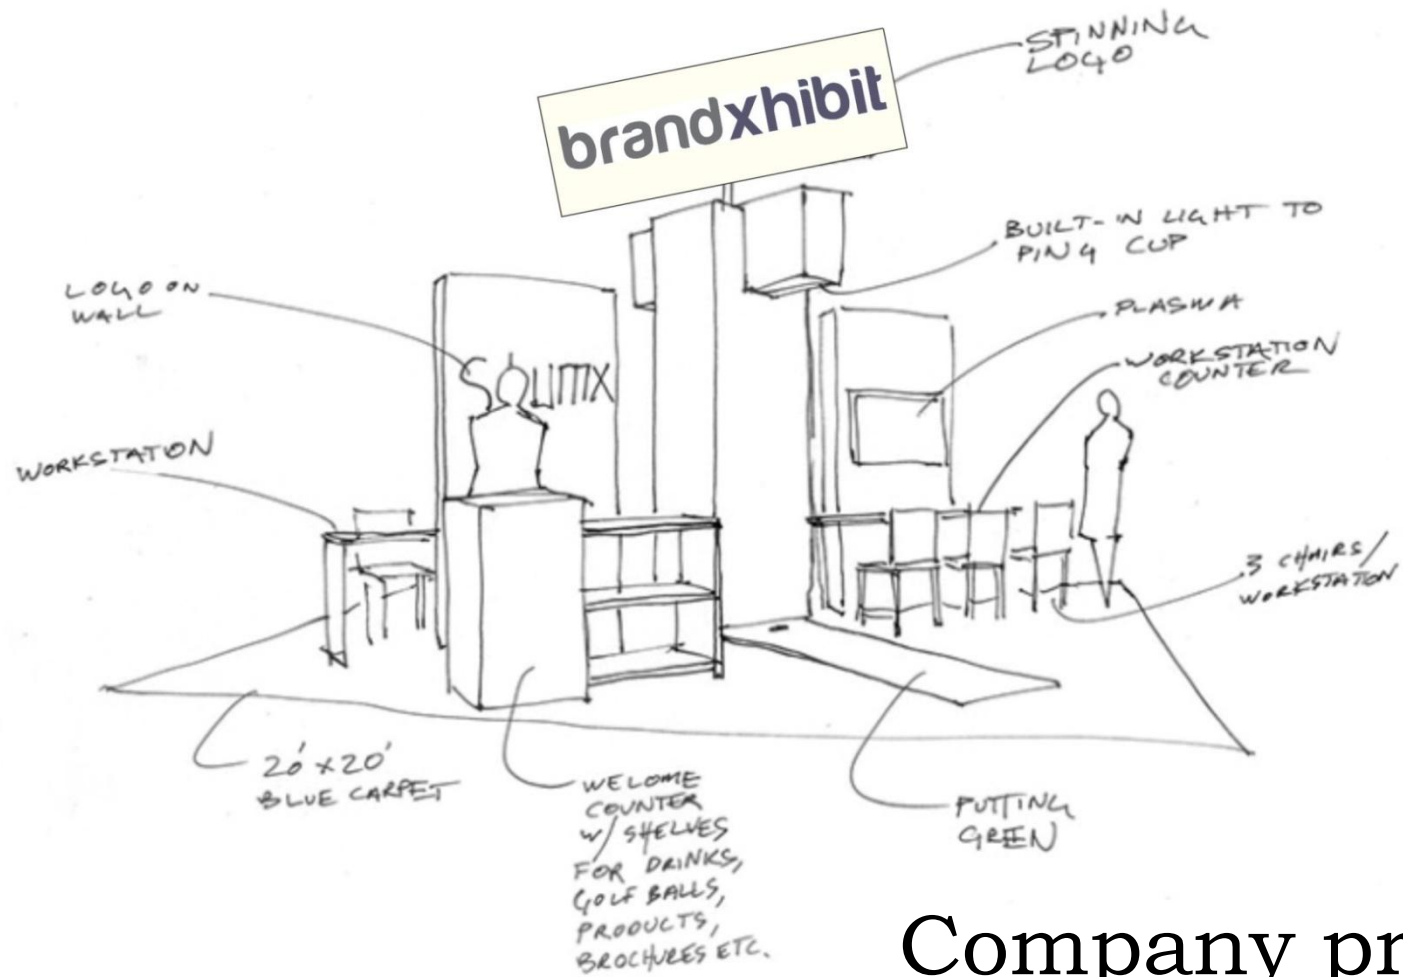 SPINNING
LOGO
brandxhibit
BUILT-IN LIGHT TO
PING CUP
LOGO ON
WALL
PLASMA
WORKSTATION
COUNTER
WORKSTATION
3 CHAIRS/
WORKSTATION
20' x 20'
BLUE CARPET
WELOME
COUNTER
W/ SHELVES
FOR DRINKS,
GOLF BALLS,
PRODUCTS,
BROCHURES ETC.
PUTTING
GREEN
Company pr